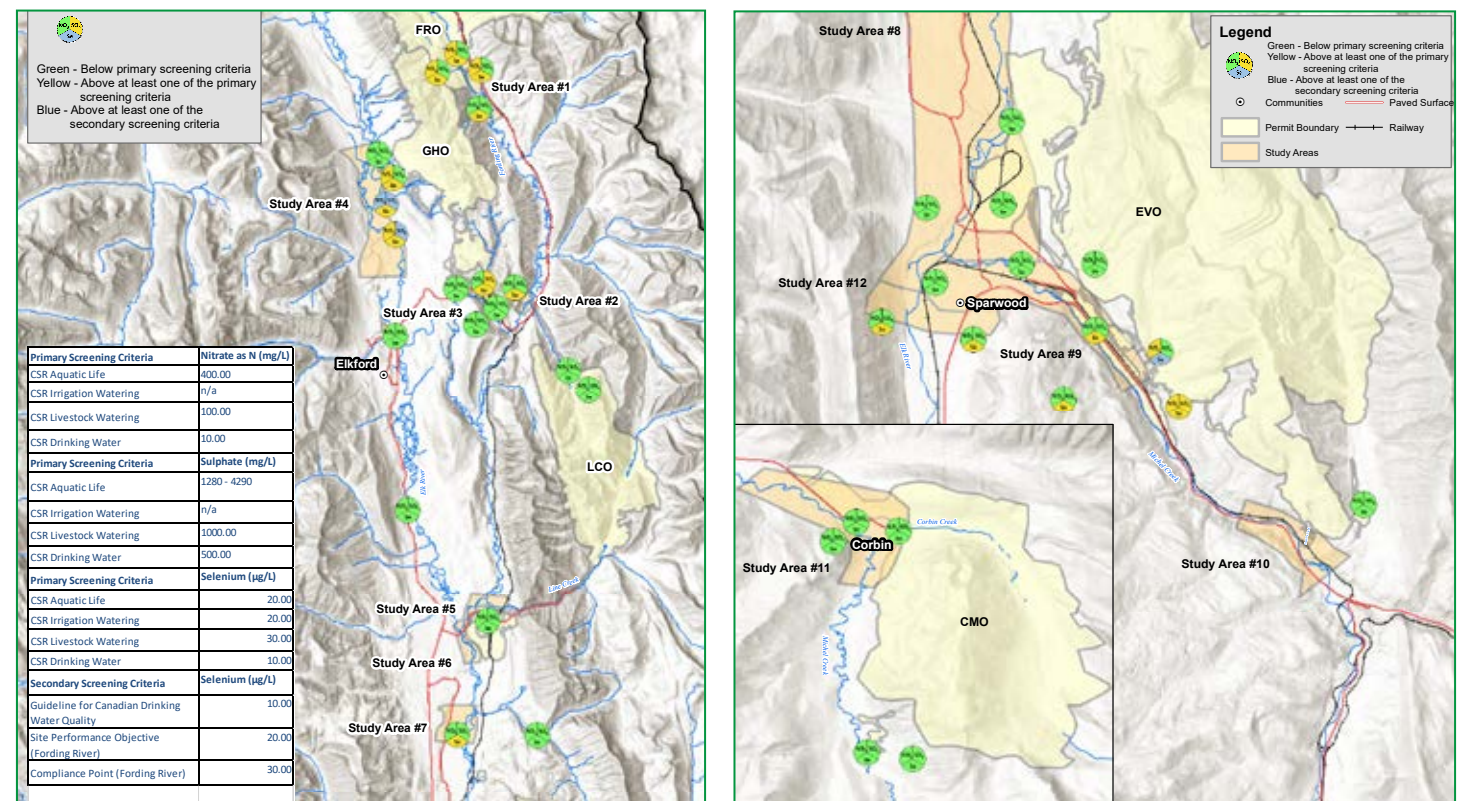 Green - Below primary screening criteria
Yellow - Above at least one of the primary
screening criteria
Blue - Above at least one of the
secondary screening criteria
FRO
Study Area #1
GHO
Study Area #4
Study Area #2
Study Area #3
Elkford
LCO
Elk River
Line Creek
Study Area #5
Study Area #6
Study Area #7
Primary Screening Criteria Nitrate as N (mg/L)
CSR Aquatic Life 400.00
CSR Irrigation Watering n/a
CSR Livestock Watering 100.00
CSR Drinking Water 10.00
Primary Screening Criteria Sulphate (mg/L)
CSR Aquatic Life 1280 - 4290
CSR Irrigation Watering n/a
CSR Livestock Watering 1000.00
CSR Drinking Water 500.00
Primary Screening Criteria Selenium (µg/L)
CSR Aquatic Life 20.00
CSR Irrigation Watering 20.00
CSR Livestock Watering 30.00
CSR Drinking Water 10.00
Secondary Screening Criteria Selenium (µg/L)
Guideline for Canadian Drinking
Water Quality 10.00
Site Performance Objective
(Fording River) 20.00
Compliance Point (Fording River) 30.00
Study Area #8
Legend
Green - Below primary screening criteria
Yellow - Above at least one of the primary
screening criteria
Blue - Above at least one of the
secondary screening criteria
Communities
Paved Surface
Permit Boundary
Railway
Study Areas
EVO
Study Area #12
Sparwood
Elk River
Study Area #9
Michel Creek
Study Area #10
Corbin Creek
Corbin
Study Area #11
CMO
Michel Creek